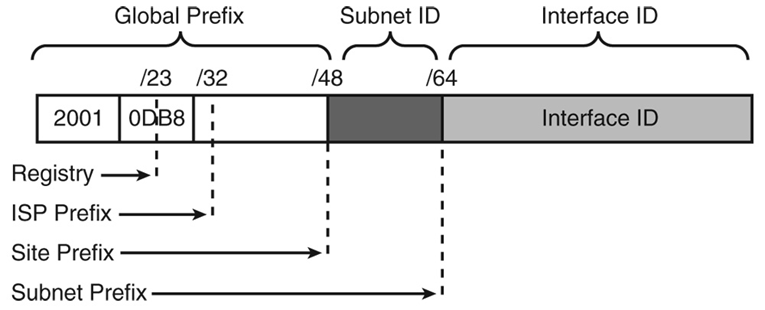 Global Prefix Subnet ID Interface ID
/23 /32 /48 /64
2001 0DB8 Interface ID
Registry
ISP Prefix
Site Prefix
Subnet Prefix